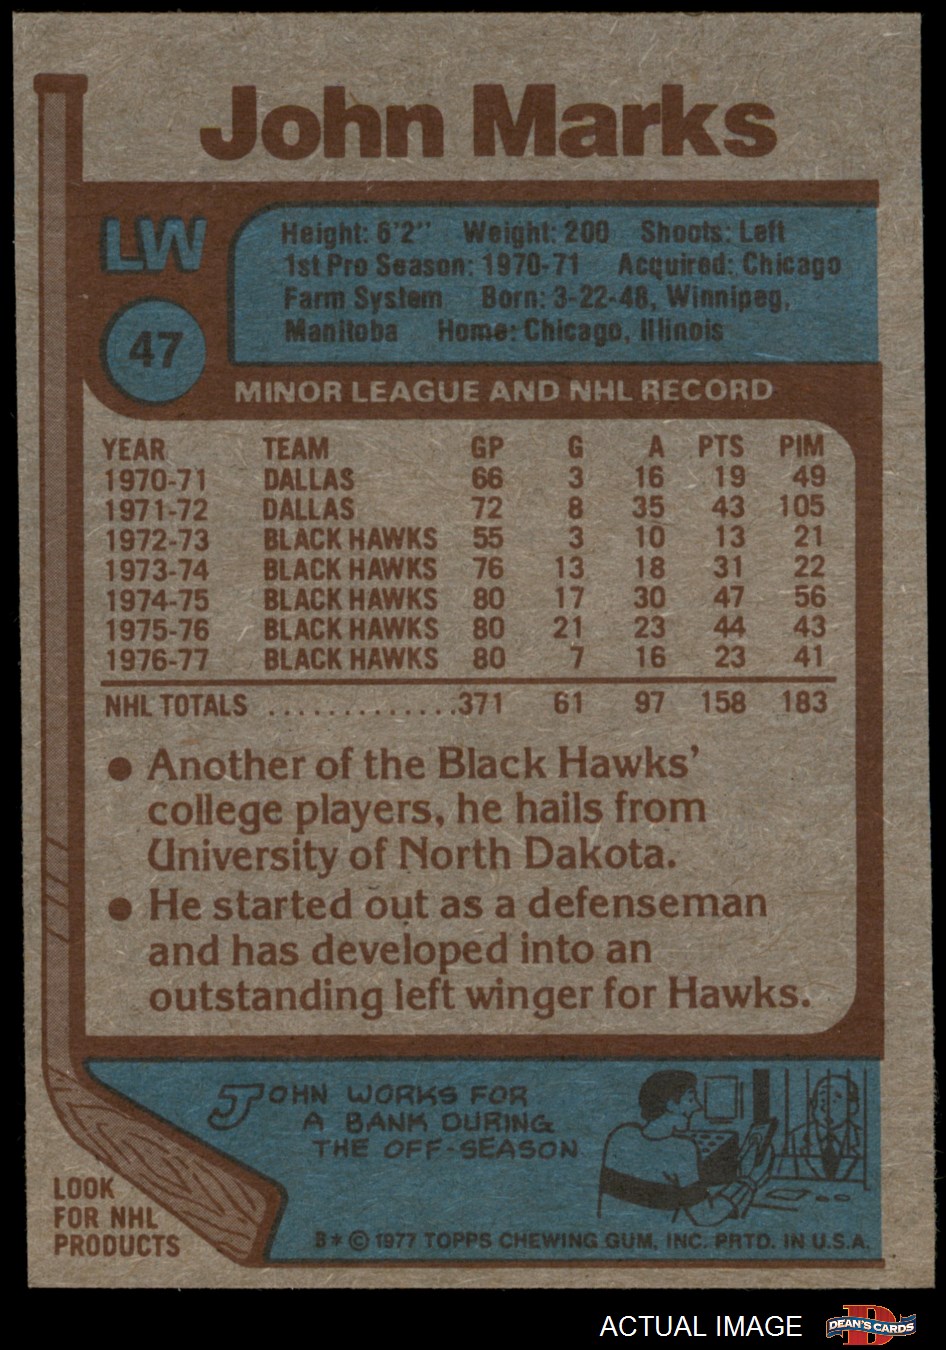 John Marks
LW
47
Height: 6'2" Weight: 200 Shoots: Left
1st Pro Season: 1970-71 Acquired: Chicago
Farm System Born: 3-22-48, Winnipeg,
Manitoba Home: Chicago, Illinois
MINOR LEAGUE AND NHL RECORD
YEAR TEAM GP G A PTS PIM
1970-71 DALLAS 66 3 16 19 49
1971-72 DALLAS 72 8 35 43 105
1972-73 BLACK HAWKS 55 3 10 13 21
1973-74 BLACK HAWKS 76 13 18 31 22
1974-75 BLACK HAWKS 80 17 30 47 56
1975-76 BLACK HAWKS 80 21 23 44 43
1976-77 BLACK HAWKS 80 7 16 23 41
NHL TOTALS .............371 61 97 158 183
● Another of the Black Hawks'
college players, he hails from
University of North Dakota.
● He started out as a defenseman
and has developed into an
outstanding left winger for Hawks.
JOHN WORKS FOR
A BANK DURING
THE OFF-SEASON
LOOK
FOR NHL
PRODUCTS
B* © 1977 TOPPS CHEWING GUM, INC. PRTD. IN U.S.A.
ACTUAL IMAGE
D
DEAN'S CARDS